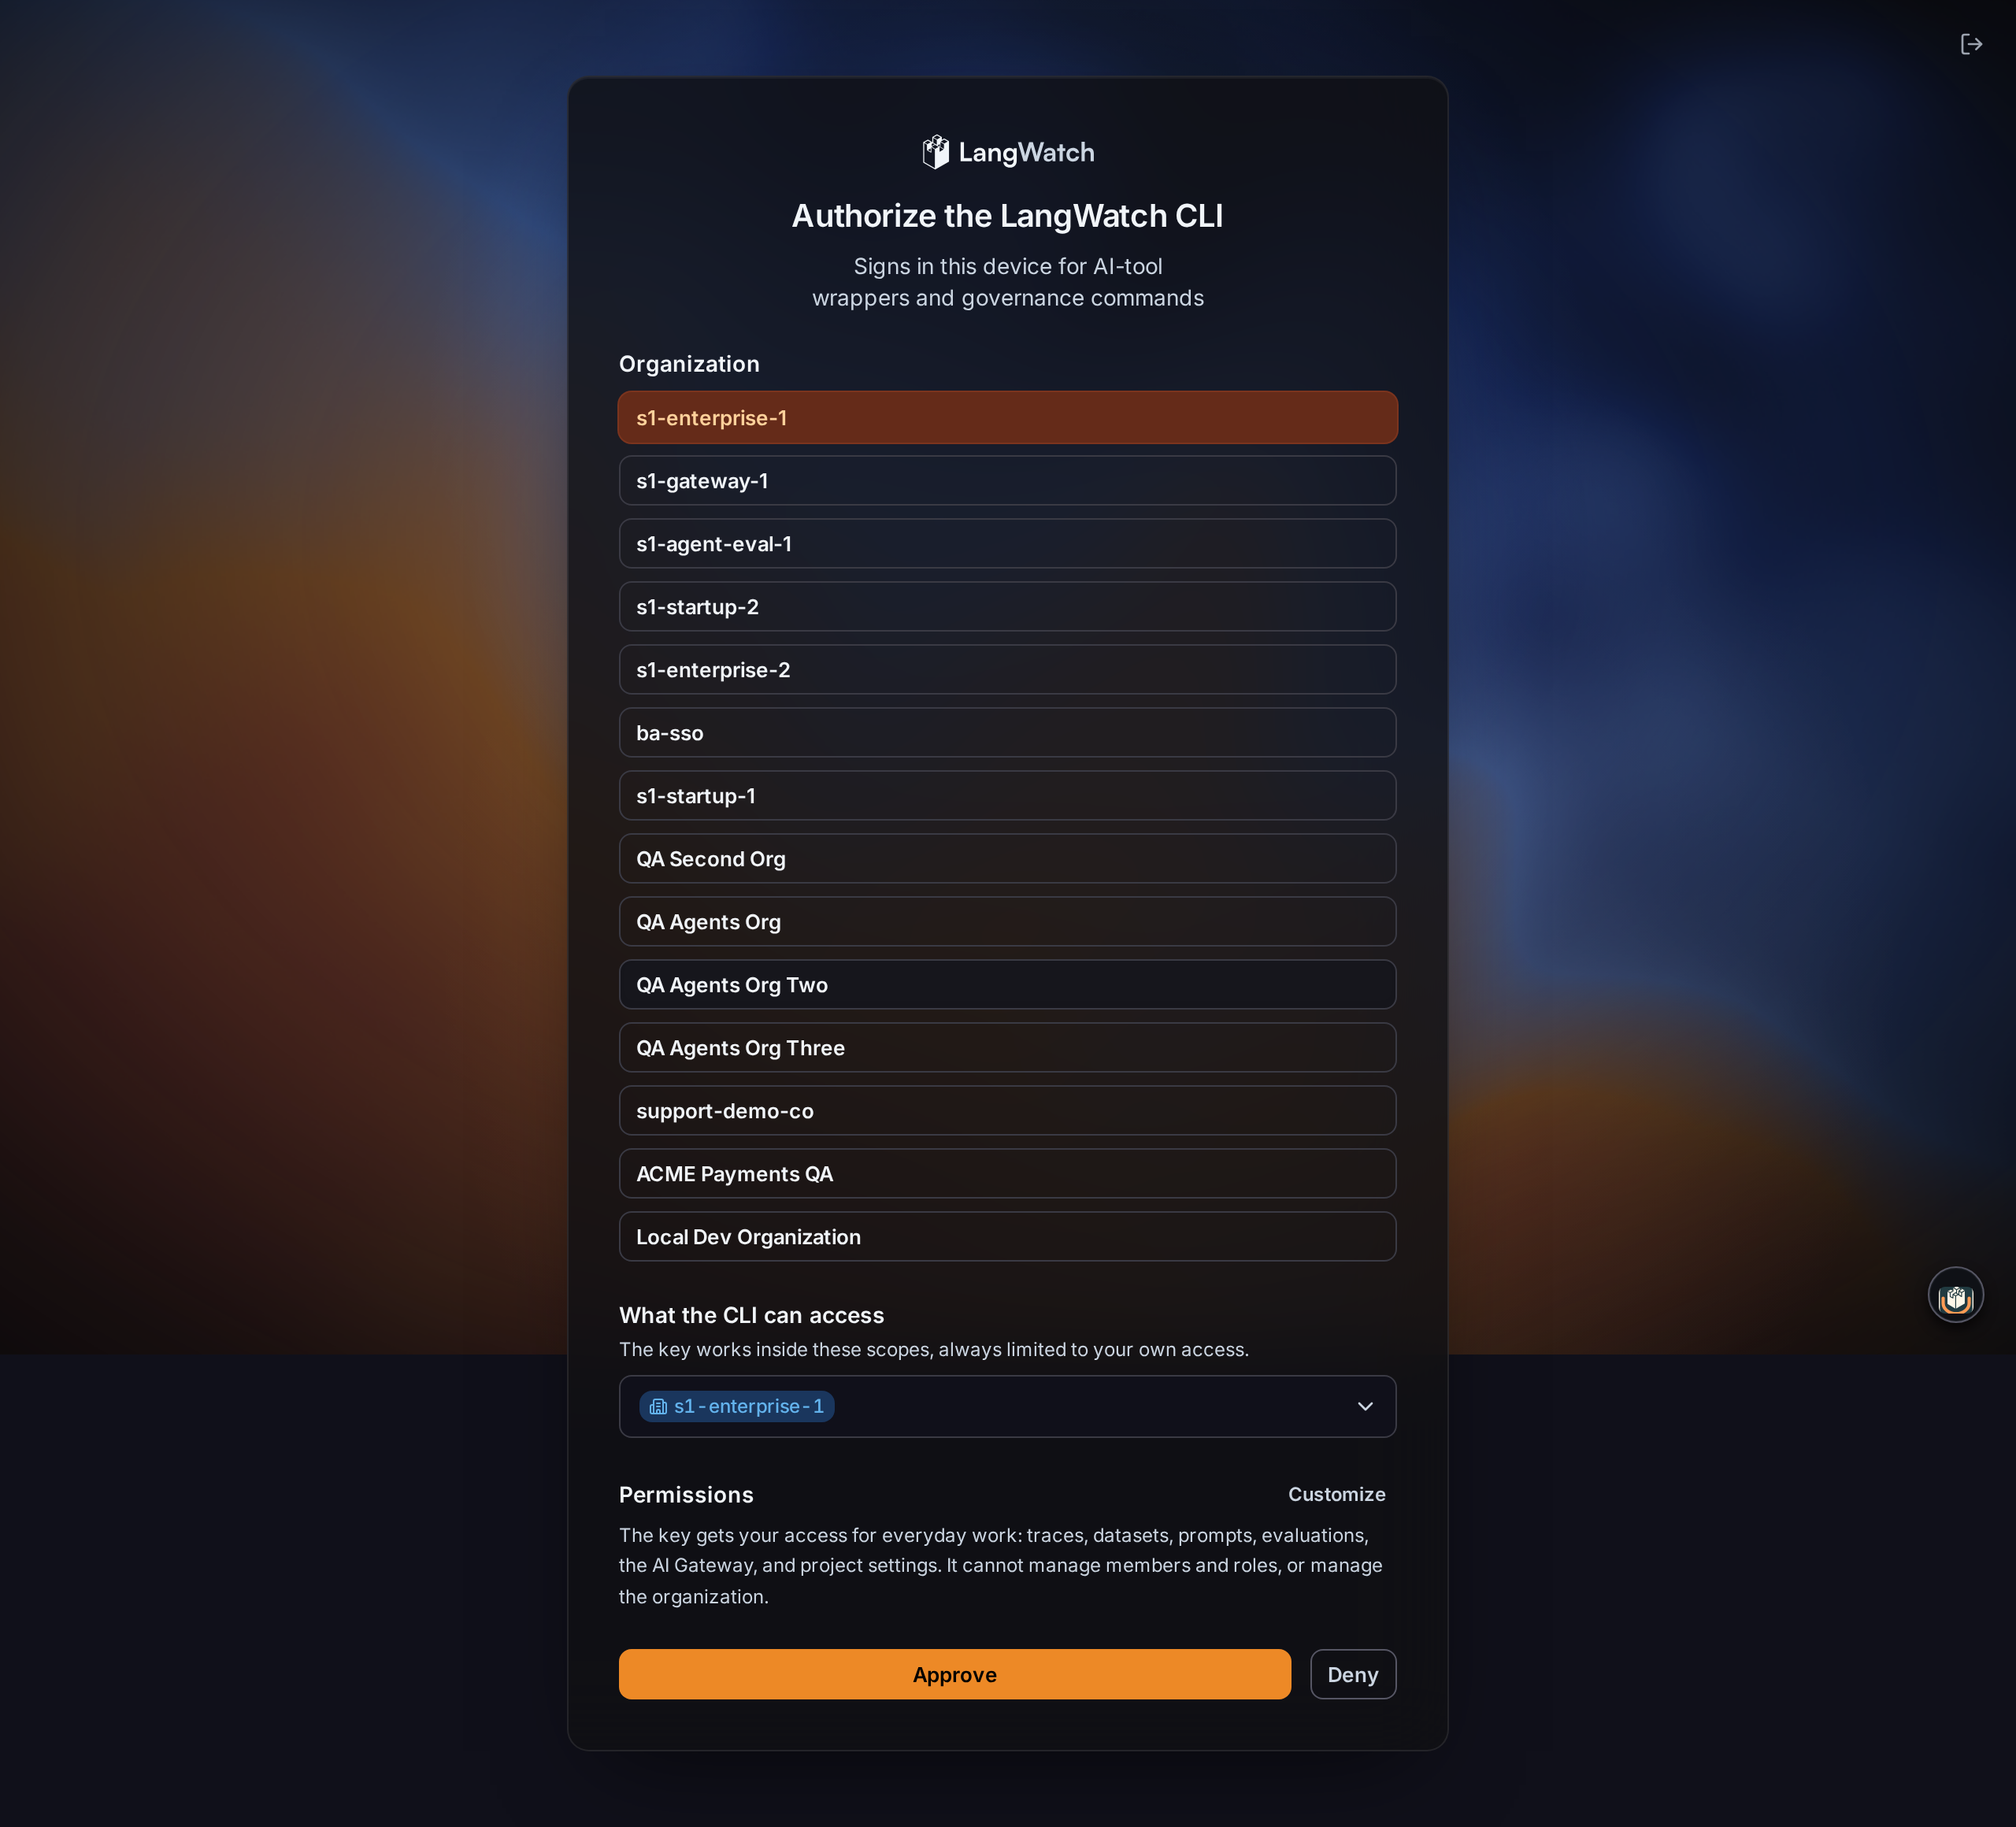 LangWatch
Authorize the LangWatch CLI
Signs in this device for AI-tool
wrappers and governance commands
Organization
s1-enterprise-1
s1-gateway-1
s1-agent-eval-1
s1-startup-2
s1-enterprise-2
ba-sso
s1-startup-1
QA Second Org
QA Agents Org
QA Agents Org Two
QA Agents Org Three
support-demo-co
ACME Payments QA
Local Dev Organization
What the CLI can access
The key works inside these scopes, always limited to your own access.
s1-enterprise-1
Permissions
Customize
The key gets your access for everyday work: traces, datasets, prompts, evaluations,
the AI Gateway, and project settings. It cannot manage members and roles, or manage
the organization.
Approve
Deny